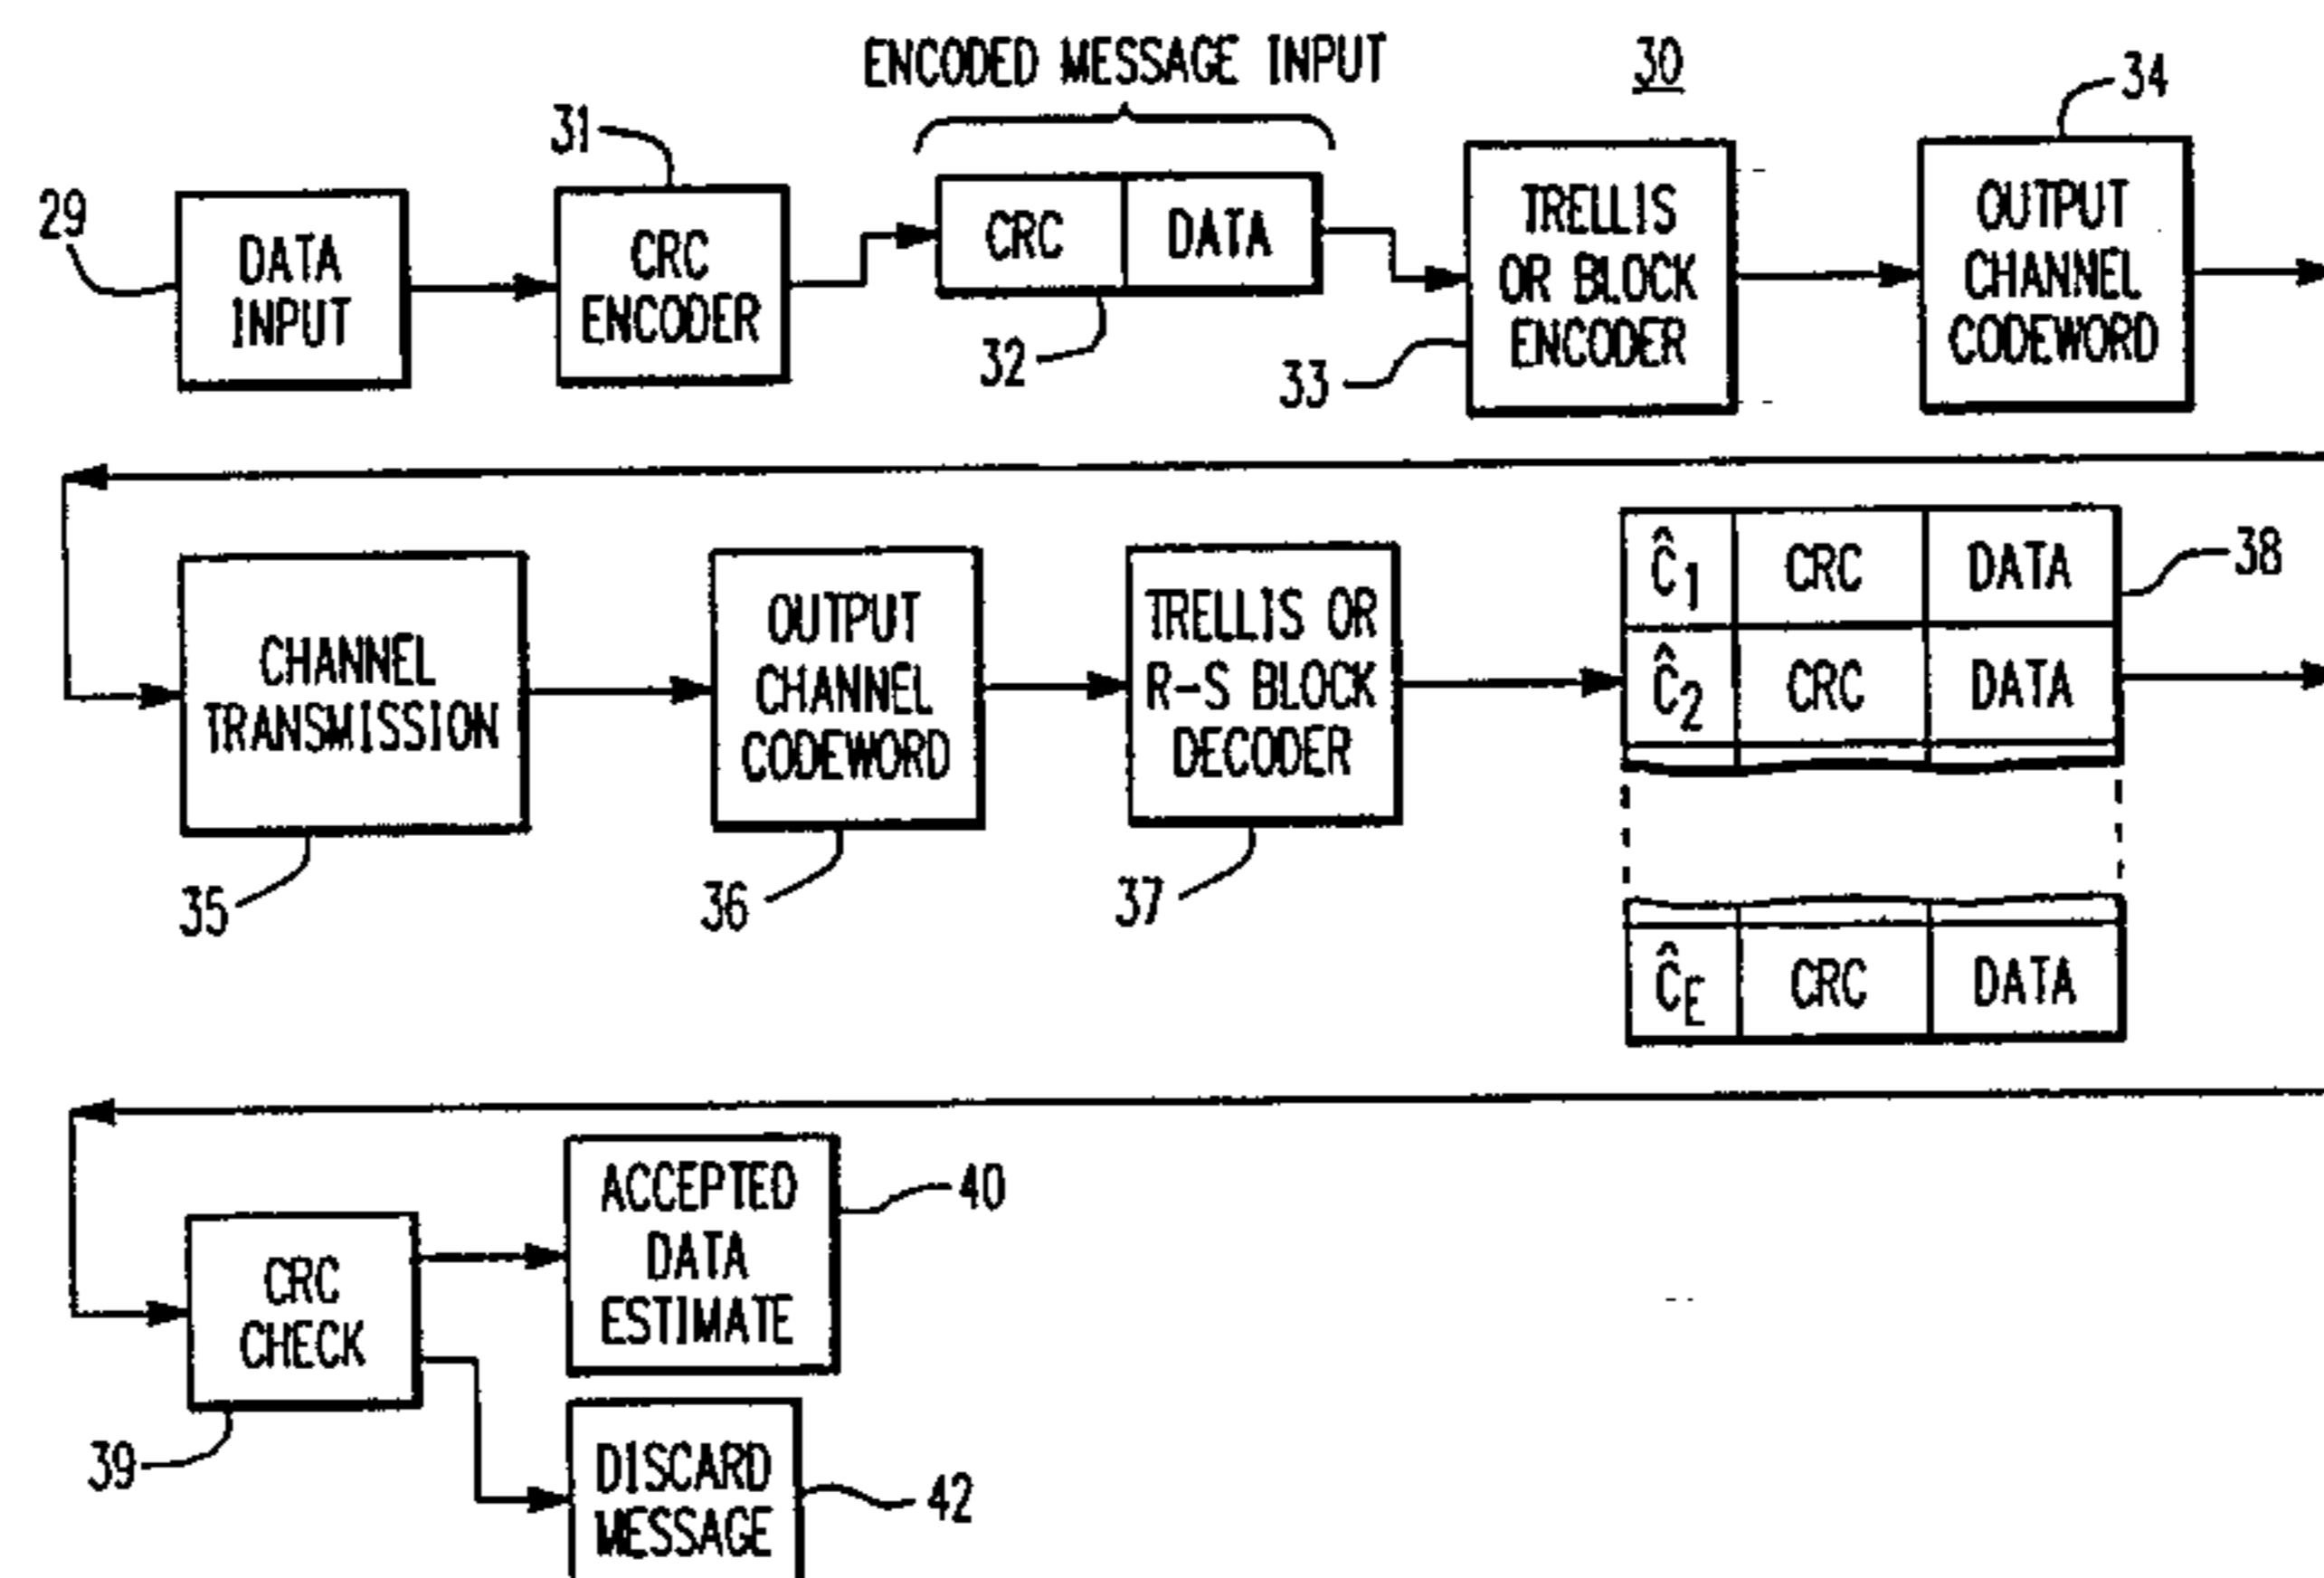 ENCODED MESSAGE INPUT
30
34
31
29
DATA
INPUT
CRC
ENCODER
CRC
DATA
32
TRELLIS
OR BLOCK
ENCODER
33
OUTPUT
CHANNEL
CODEWORD
CHANNEL
TRANSMISSION
35
OUTPUT
CHANNEL
CODEWORD
36
TRELLIS OR
R-S BLOCK
DECODER
37
Ĉ1 CRC DATA
38
Ĉ2 CRC DATA
ĈE CRC DATA
CRC
CHECK
39
ACCEPTED
DATA
ESTIMATE
40
DISCARD
MESSAGE
42